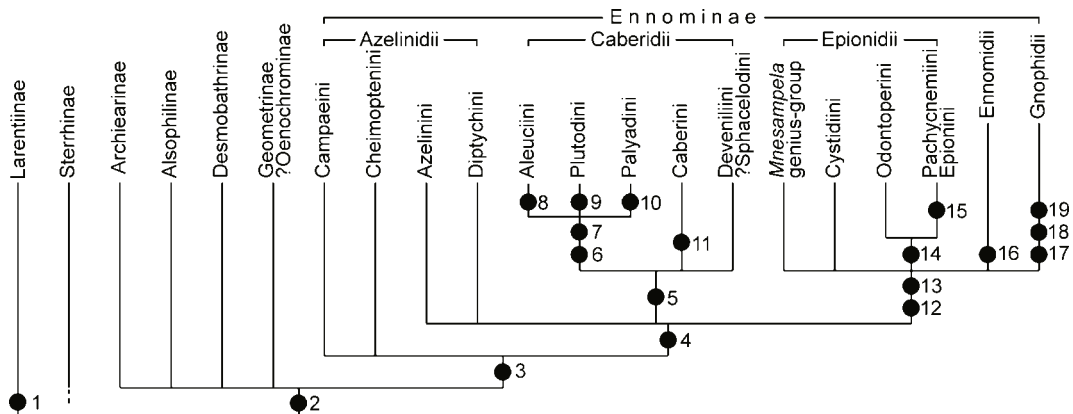 Ennominae
Azelinidii
Caberidii
Epionidii
Larentiinae
Sterrhinae
Archiearinae
Alsophilinae
Desmobathrinae
Geometrinae
?Oenochrominae
Campaeini
Cheimoptenini
Azelinini
Diptychini
Aleuciini
Plutodini
Palyadini
Caberini
Deveniliini
?Sphacelodini
Mnesampela
genius-group
Cystidiini
Odontoperini
Pachycnemiini
Epionini
Ennomidii
Gnophidii
8
9
10
15
19
7
11
18
6
14
16
17
5
13
12
4
3
1
2